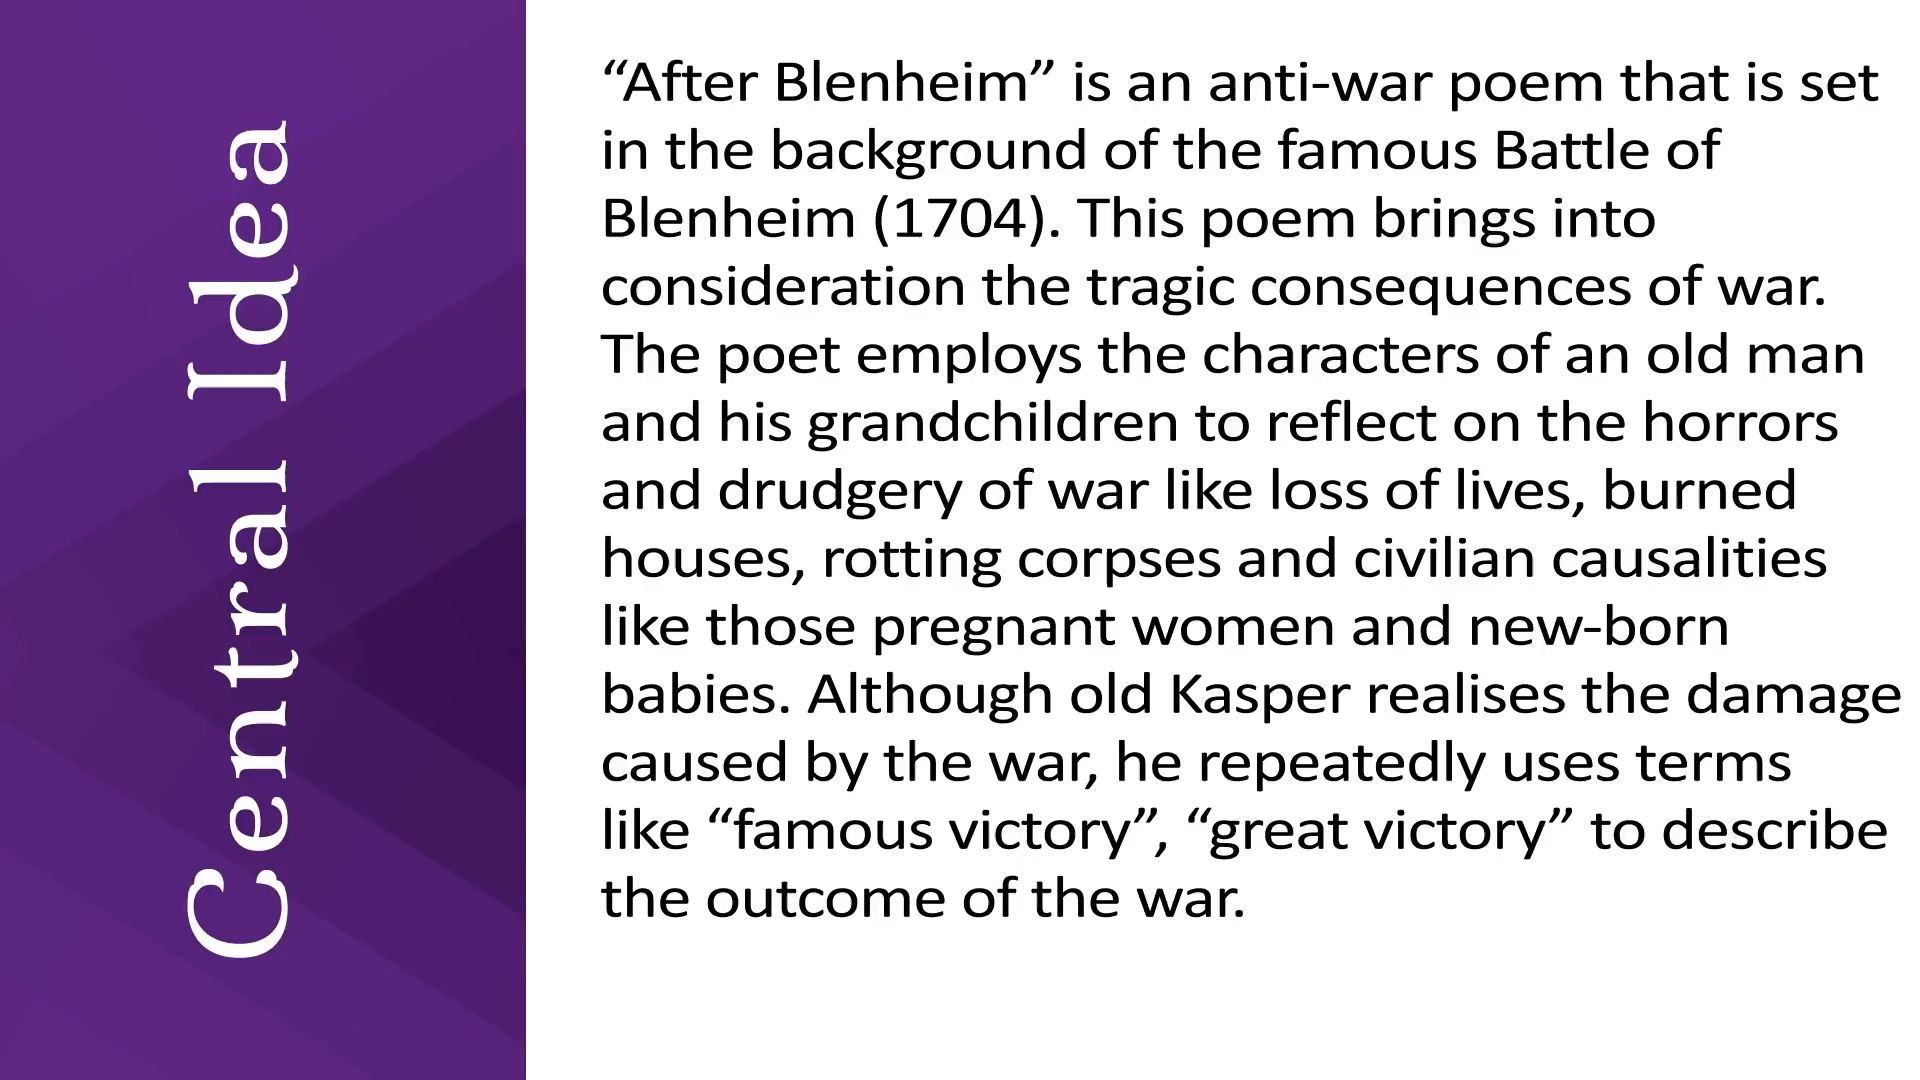 Central Idea
“After Blenheim” is an anti-war poem that is set
in the background of the famous Battle of
Blenheim (1704). This poem brings into
consideration the tragic consequences of war.
The poet employs the characters of an old man
and his grandchildren to reflect on the horrors
and drudgery of war like loss of lives, burned
houses, rotting corpses and civilian causalities
like those pregnant women and new-born
babies. Although old Kasper realises the damage
caused by the war, he repeatedly uses terms
like “famous victory”, “great victory” to describe
the outcome of the war.